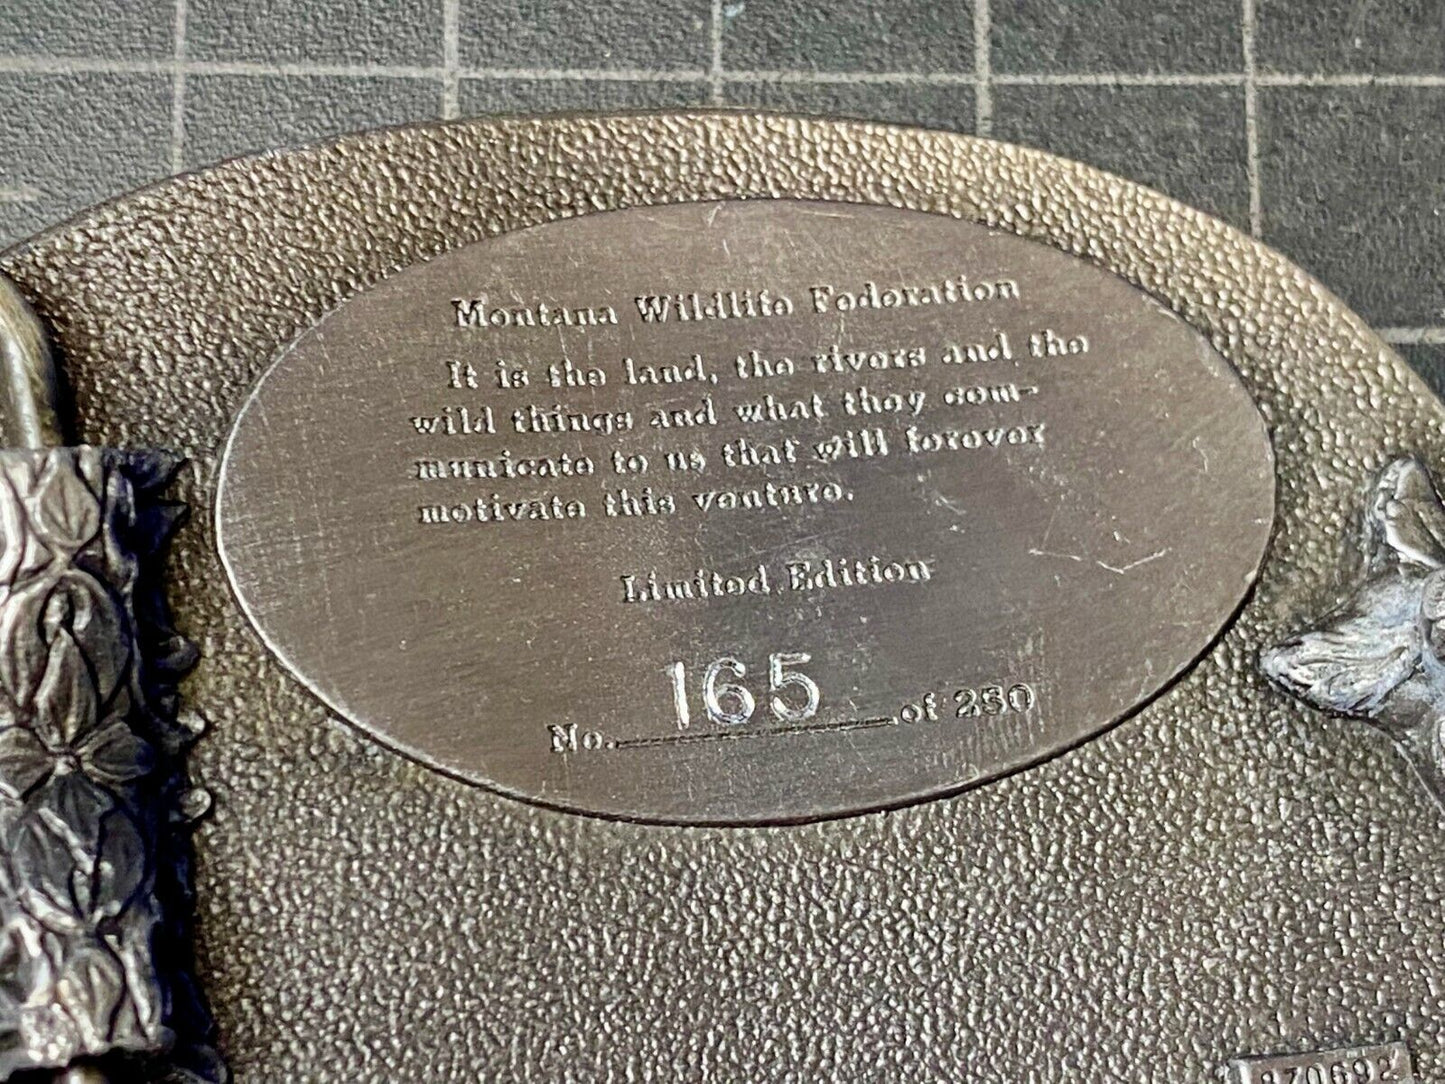 Montana Wildlife Federation
It is the land, the rivers and the
wild things and what they com-
municate to us that will forever
motivate this venture.
Limited Edition
No. 165 of 250